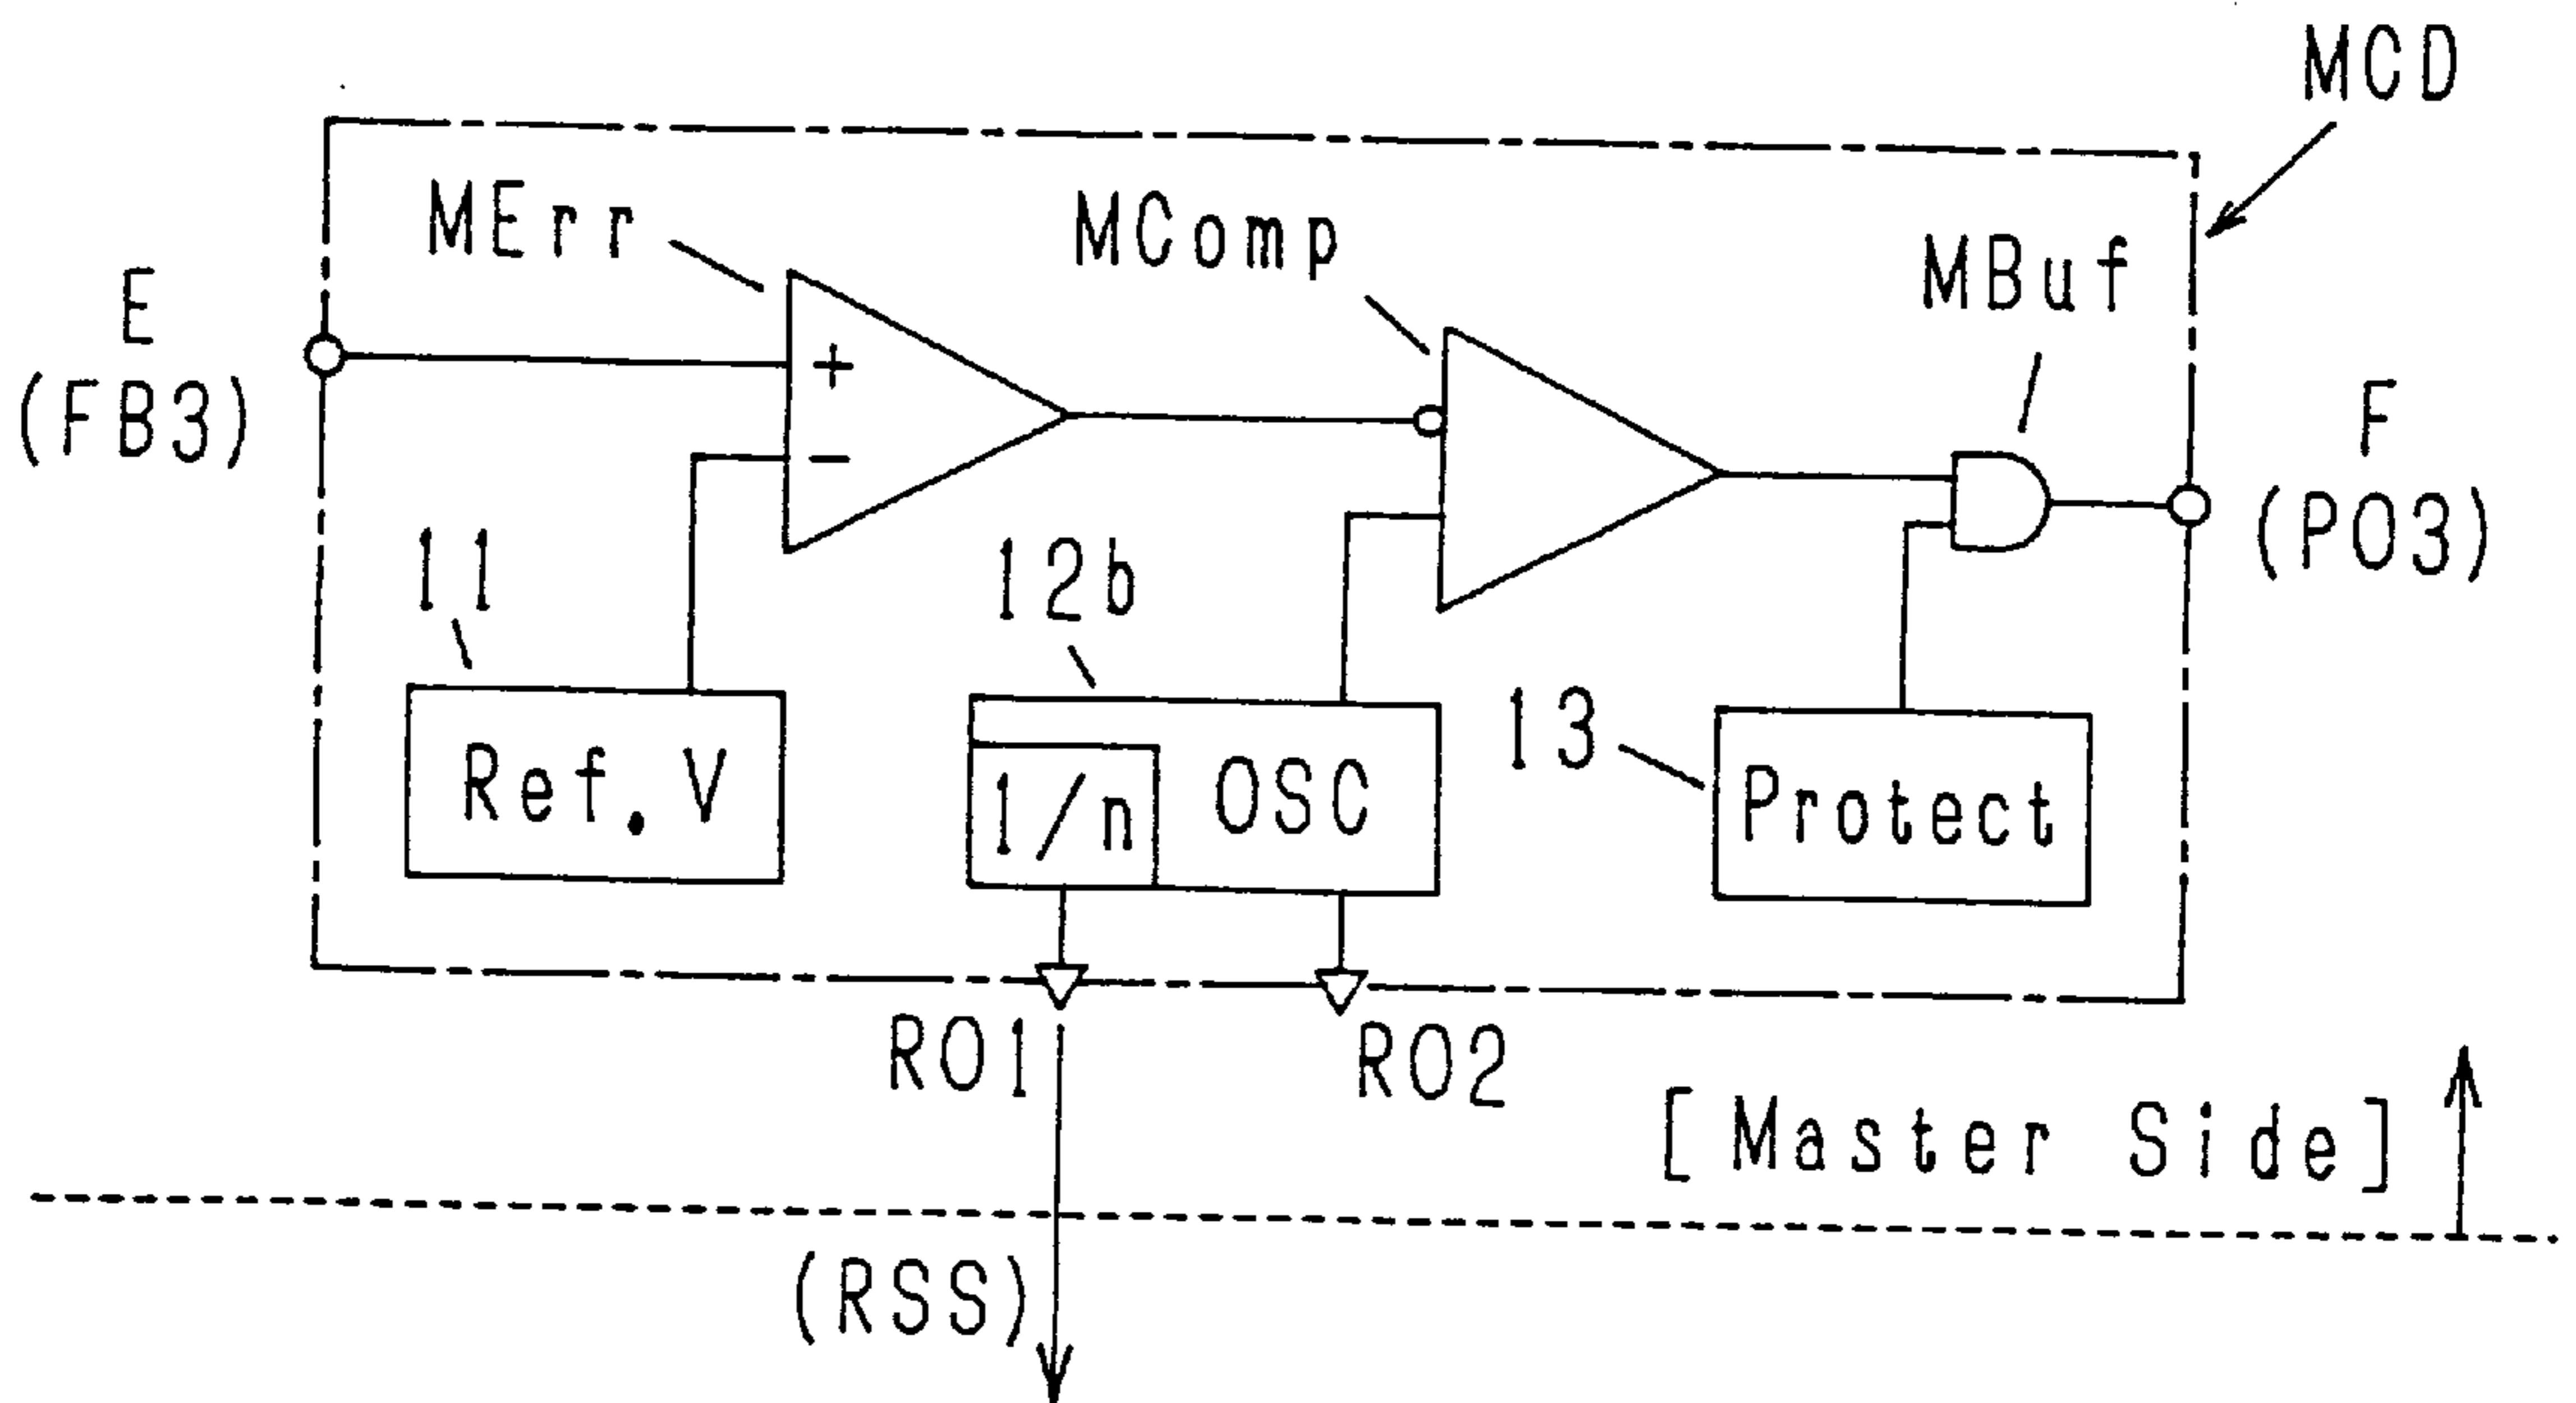 MCD
MErr
MComp
MBuf
E
(FB3)
+
−
F
(PO3)
11
12b
13
Ref.V
1/n
OSC
Protect
RO1
RO2
[Master Side]
(RSS)